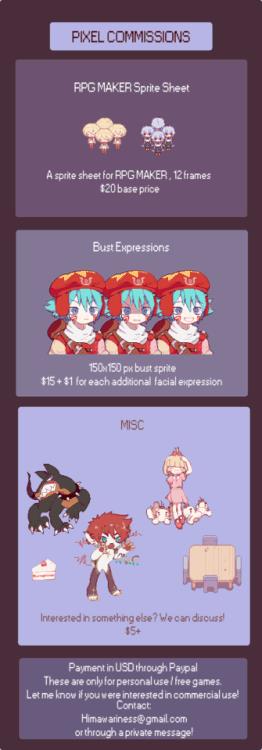 PIXEL COMMISSIONS
RPG MAKER Sprite Sheet
A sprite sheet for RPG MAKER , 12 frames
$20 base price
Bust Expressions
150x150 px bust sprite
$15 + $1 for each additional facial expression
MISC
Interested in something else? We can discuss!
$5+
Payment in USD through Paypal
These are only for personal use / free games.
Let me know if you were interested in commercial use!
Contact:
Himawariness@gmail.com
or through a private message!